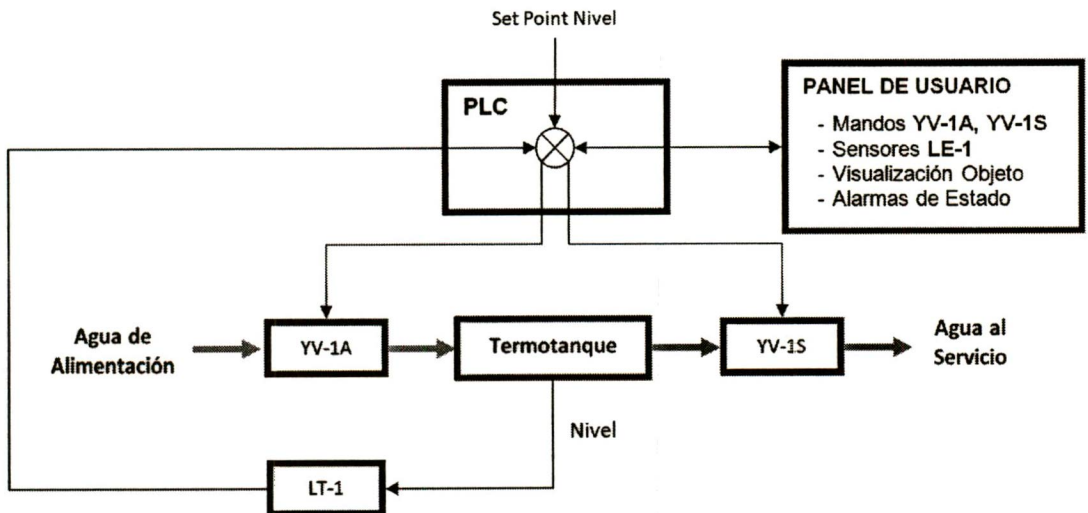 Set Point Nivel
PLC
PANEL DE USUARIO
- Mandos YV-1A, YV-1S
- Sensores LE-1
- Visualización Objeto
- Alarmas de Estado
Agua de
Alimentación
YV-1A
Termotanque
YV-1S
Agua al
Servicio
Nivel
LT-1